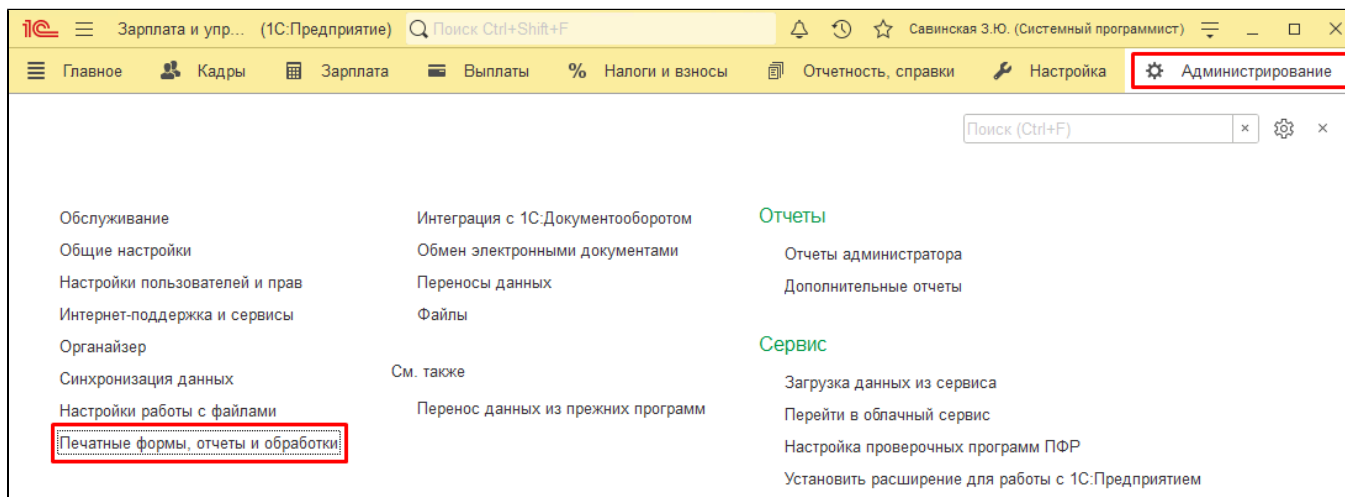 1С Зарплата и упр... (1С:Предприятие) Поиск Ctrl+Shift+F Савинская З.Ю. (Системный программист)
Главное Кадры Зарплата Выплаты % Налоги и взносы Отчетность, справки Настройка Администрирование
Поиск (Ctrl+F)
Обслуживание
Общие настройки
Настройки пользователей и прав
Интернет-поддержка и сервисы
Органайзер
Синхронизация данных
Настройки работы с файлами
Печатные формы, отчеты и обработки
Интеграция с 1С:Документооборотом
Обмен электронными документами
Переносы данных
Файлы
См. также
Перенос данных из прежних программ
Отчеты
Отчеты администратора
Дополнительные отчеты
Сервис
Загрузка данных из сервиса
Перейти в облачный сервис
Настройка проверочных программ ПФР
Установить расширение для работы с 1С:Предприятием